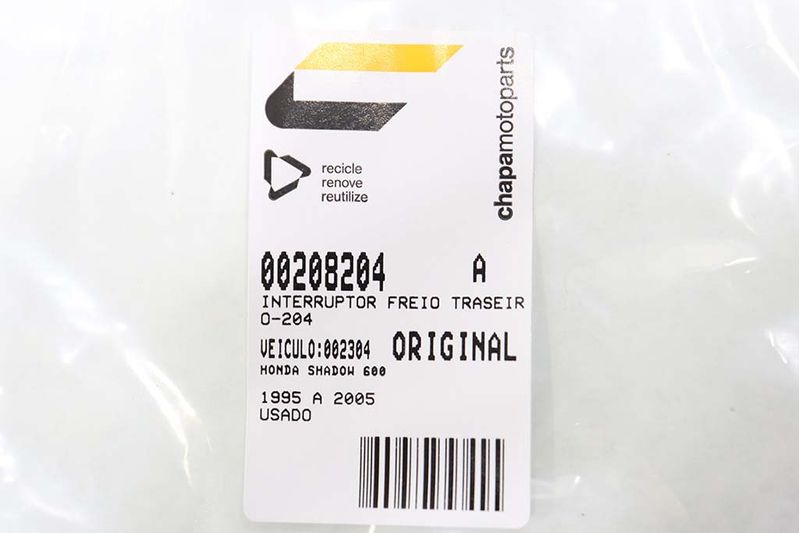 chapamotoparts
recicle
renove
reutilize
00208204 A
INTERRUPTOR FREIO TRASEIR
O-204
VEICULO:002304 ORIGINAL
HONDA SHADOW 600
1995 A 2005
USADO